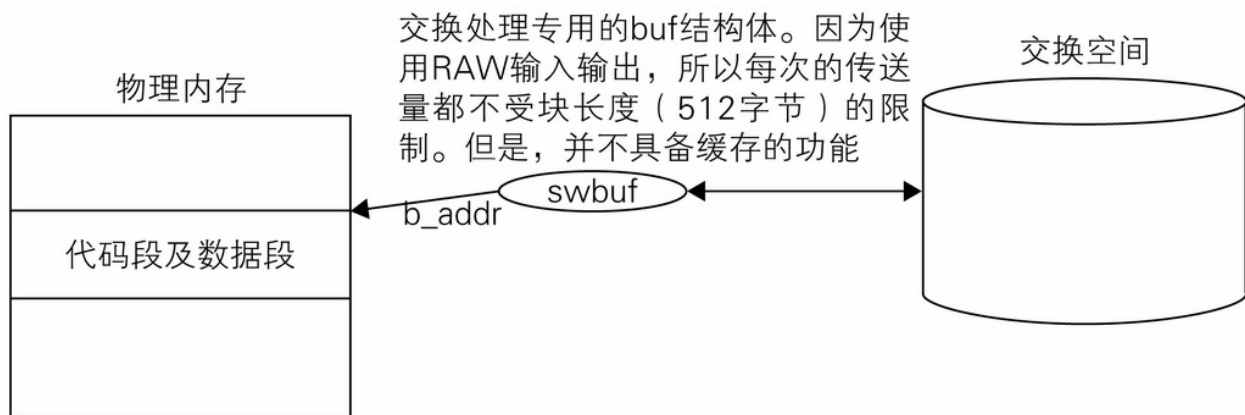 交换处理专用的buf结构体。因为使
用RAW输入输出，所以每次的传送
量都不受块长度（512字节）的限
制。但是，并不具备缓存的功能
物理内存
交换空间
swbuf
b_addr
代码段及数据段